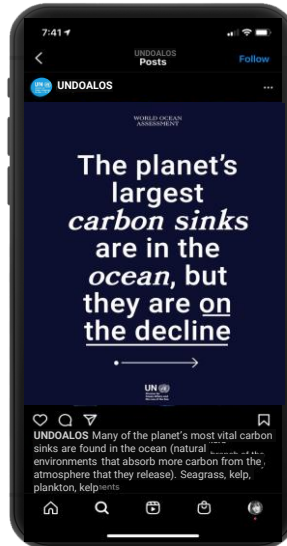 7:41
UNDOALOS
Posts
Follow
UNDOALOS
WORLD OCEAN
ASSESSMENT
The planet's
largest
carbon sinks
are in the
ocean, but
they are on
the decline
UN
UNDOALOS Many of the planet's most vital carbon
sinks are found in the ocean (natural
environments that absorb more carbon from the
atmosphere that they release). Seagrass, kelp,
plankton, kelp